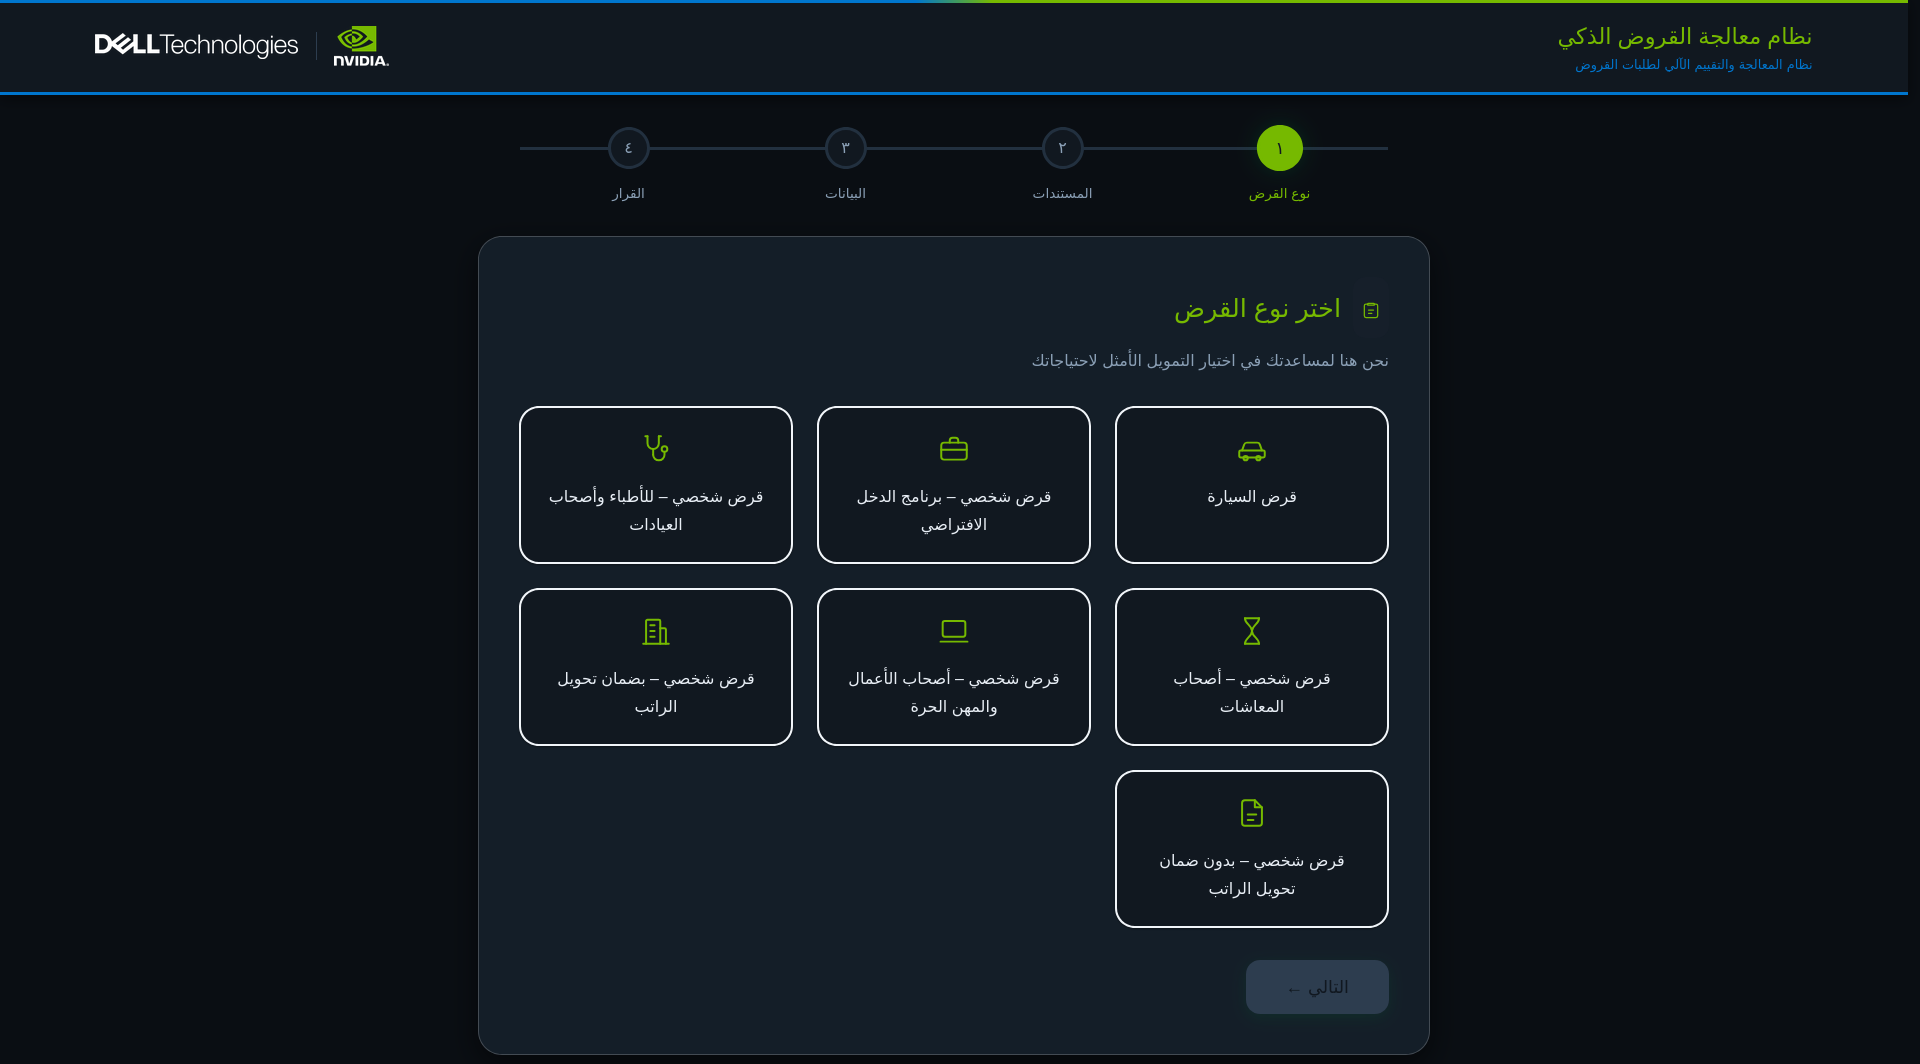 نظام معالجة القروض الذكي
نظام المعالجة والتقييم الآلي لطلبات القروض
NVIDIA.
DELLTechnologies
١
٢
٣
٤
نوع القرض
المستندات
البيانات
القرار
اختر نوع القرض
نحن هنا لمساعدتك في اختيار التمويل الأمثل لاحتياجاتك
قرض السيارة
قرض شخصي – برنامج الدخل
الافتراضي
قرض شخصي – للأطباء وأصحاب
العيادات
قرض شخصي – أصحاب
المعاشات
قرض شخصي – أصحاب الأعمال
والمهن الحرة
قرض شخصي – بضمان تحويل
الراتب
قرض شخصي – بدون ضمان
تحويل الراتب
التالي ←